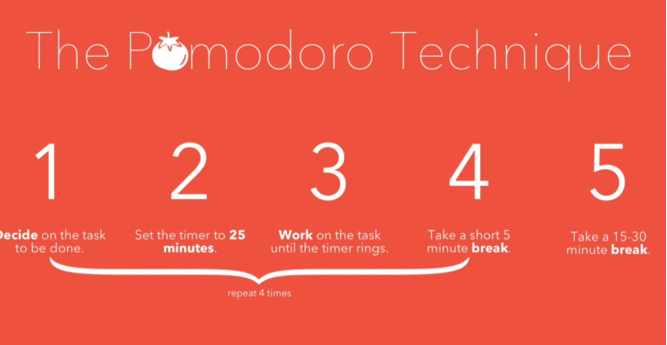 The Pomodoro Technique
1 2 3 4 5
Decide on the task
to be done.
Set the timer to 25
minutes.
Work on the task
until the timer rings.
Take a short 5
minute break.
Take a 15-30
minute break.
repeat 4 times